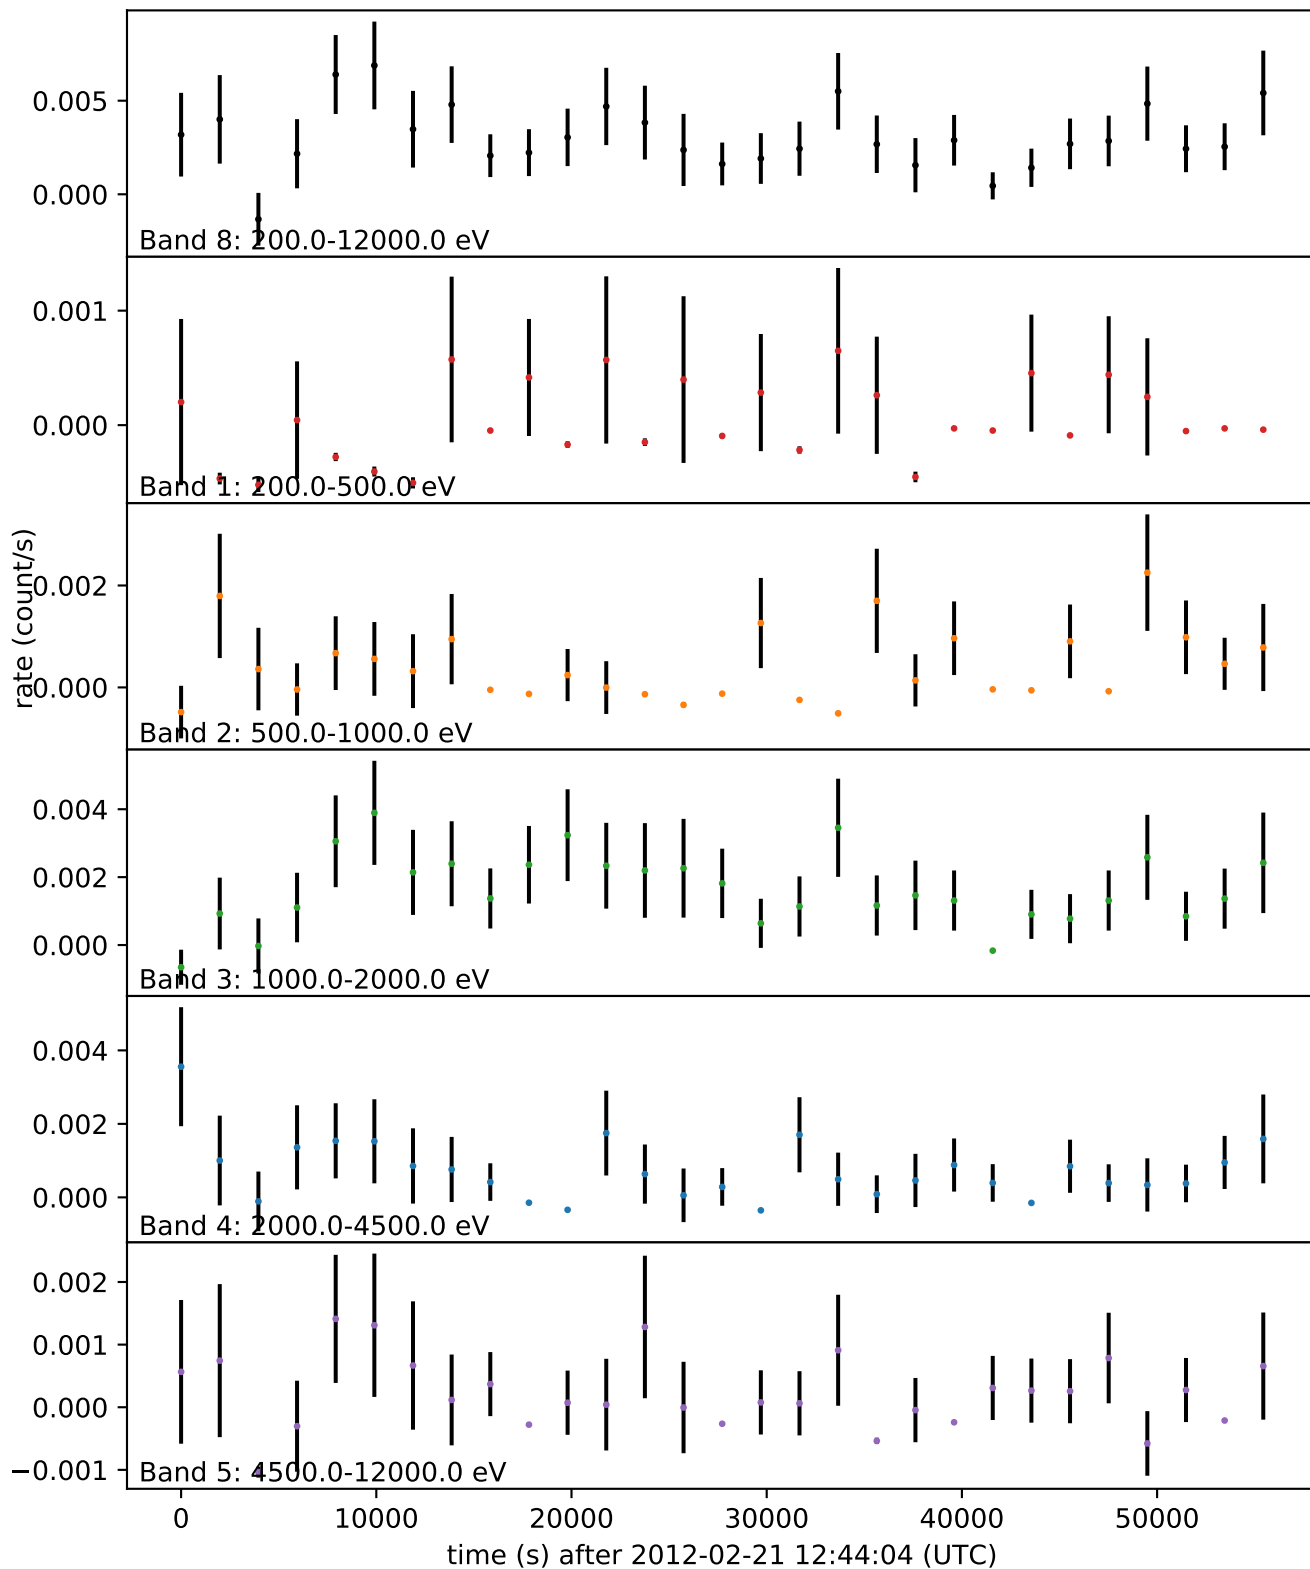 0.005
0.000
Band 8: 200.0-12000.0 eV
0.001
0.000
Band 1: 200.0-500.0 eV
rate (count/s)
0.002
0.000
Band 2: 500.0-1000.0 eV
0.004
0.002
0.000
Band 3: 1000.0-2000.0 eV
0.004
0.002
0.000
Band 4: 2000.0-4500.0 eV
0.002
0.001
0.000
−0.001
Band 5: 4500.0-12000.0 eV
0 10000 20000 30000 40000 50000
time (s) after 2012-02-21 12:44:04 (UTC)